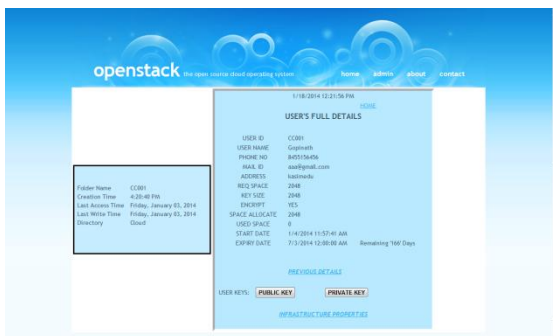 openstack the open source cloud operating system
home admin about contact
1/18/2014 12:21:56 PM
HOME
USER'S FULL DETAILS
USER ID CC001
USER NAME Gopinath
PHONE NO 8455156456
MAIL ID aaa@gmail.com
ADDRESS
REQ SPACE 2048
KEY SIZE 2048
ENCRYPT YES
SPACE ALLOCATE 2048
USED SPACE 0
START DATE 1/4/2014 11:57:41 AM
EXPIRY DATE 7/3/2014 12:00:00 AM Remaining '166' Days
PREVIOUS DETAILS
USER KEYS: PUBLIC KEY PRIVATE KEY
INFRASTRUCTURE PROPERTIES
Folder Name CC001
Creation Time 4:20:40 PM
Last Access Time Friday, January 03, 2014
Last Write Time Friday, January 03, 2014
Directory Cloud